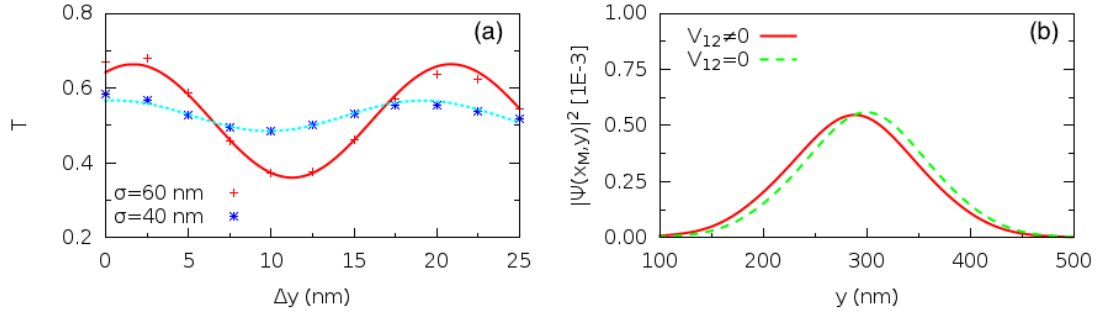 (a)
0.8
0.6
0.4
0.2
T
σ=60 nm
σ=40 nm
0 5 10 15 20 25
Δy (nm)
(b)
1.00
0.75
0.50
0.25
0.00
|Ψ(x_M,y)|² [1E-3]
V₁₂≠0
V₁₂=0
100 200 300 400 500
y (nm)